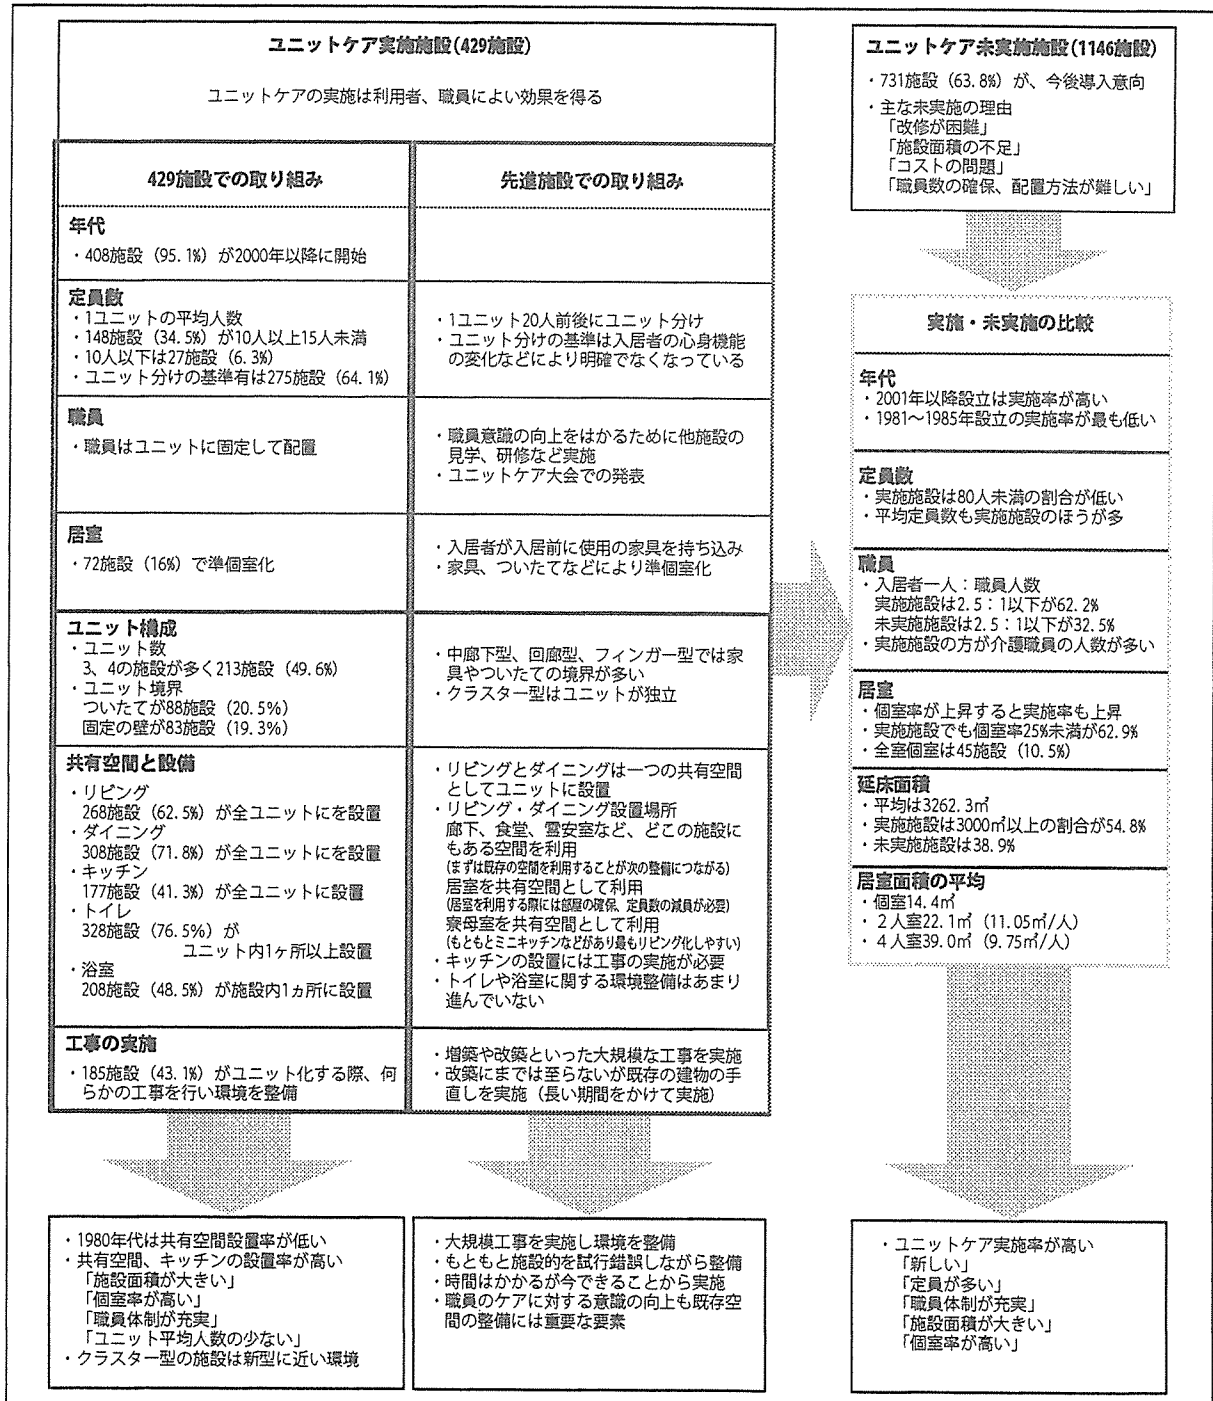 ユニットケア実施施設(429施設)
ユニットケアの実施は利用者、職員によい効果を得る
429施設での取り組み
先進施設での取り組み
年代
・408施設（95.1%）が2000年以降に開始
定員数
・1ユニットの平均人数
・148施設（34.5%）が10人以上15人未満
・10人以下は27施設（6.3%）
・ユニット分けの基準有は275施設（64.1%）
・1ユニット20人前後にユニット分け
・ユニット分けの基準は入居者の心身機能
の変化などにより明確でなくなっている
職員
・職員はユニットに固定して配置
・職員意識の向上をはかるために他施設の
見学、研修など実施
・ユニットケア大会での発表
居室
・72施設（16%）で準個室化
・入居者が入居前に使用の家具を持ち込み
・家具、ついたてなどにより準個室化
ユニット構成
・ユニット数
3、4の施設が多く213施設（49.6%）
・ユニット境界
ついたてが88施設（20.5%）
固定の壁が83施設（19.3%）
・中廊下型、回廊型、フィンガー型では家
具やついたての境界が多い
・クラスター型はユニットが独立
共有空間と設備
・リビング
268施設（62.5%）が全ユニットにを設置
・ダイニング
308施設（71.8%）が全ユニットにを設置
・キッチン
177施設（41.3%）が全ユニットに設置
・トイレ
328施設（76.5%）が
ユニット内1ヶ所以上設置
・浴室
208施設（48.5%）が施設内1ヵ所に設置
・リビングとダイニングは一つの共有空間
としてユニットに設置
・リビング・ダイニング設置場所
廊下、食堂、霊安室など、どこの施設に
もある空間を利用
(まずは既存の空間を利用することが次の整備につながる)
居室を共有空間として利用
(居室を利用する際には部屋の確保、定員数の減員が必要)
寮母室を共有空間として利用
(もともとミニキッチンなどがあり最もリビング化しやすい)
・キッチンの設置には工事の実施が必要
・トイレや浴室に関する環境整備はあまり
進んでいない
工事の実施
・185施設（43.1%）がユニット化する際、何
らかの工事を行い環境を整備
・増築や改築といった大規模な工事を実施
・改築にまでは至らないが既存の建物の手
直しを実施（長い期間をかけて実施）
・1980年代は共有空間設置率が低い
・共有空間、キッチンの設置率が高い
「施設面積が大きい」
「個室率が高い」
「職員体制が充実」
「ユニット平均人数の少ない」
・クラスター型の施設は新型に近い環境
・大規模工事を実施し環境を整備
・もともと施設的を試行錯誤しながら整備
・時間はかかるが今できることから実施
・職員のケアに対する意識の向上も既存空
間の整備には重要な要素
ユニットケア未実施施設(1146施設)
・731施設（63.8%）が、今後導入意向
・主な未実施の理由
「改修が困難」
「施設面積の不足」
「コストの問題」
「職員数の確保、配置方法が難しい」
実施・未実施の比較
年代
・2001年以降設立は実施率が高い
・1981～1985年設立の実施率が最も低い
定員数
・実施施設は80人未満の割合が低い
・平均定員数も実施施設のほうが多
職員
・入居者一人：職員人数
実施施設は2.5：1以下が62.2%
未実施施設は2.5：1以下が32.5%
・実施施設の方が介護職員の人数が多い
居室
・個室率が上昇すると実施率も上昇
・実施施設でも個室率25%未満が62.9%
・全室個室は45施設（10.5%）
延床面積
・平均は3262.3㎡
・実施施設は3000㎡以上の割合が54.8%
・未実施施設は38.9%
居室面積の平均
・個室14.4㎡
・２人室22.1㎡（11.05㎡/人）
・４人室39.0㎡（9.75㎡/人）
・ユニットケア実施率が高い
「新しい」
「定員が多い」
「職員体制が充実」
「施設面積が大きい」
「個室率が高い」